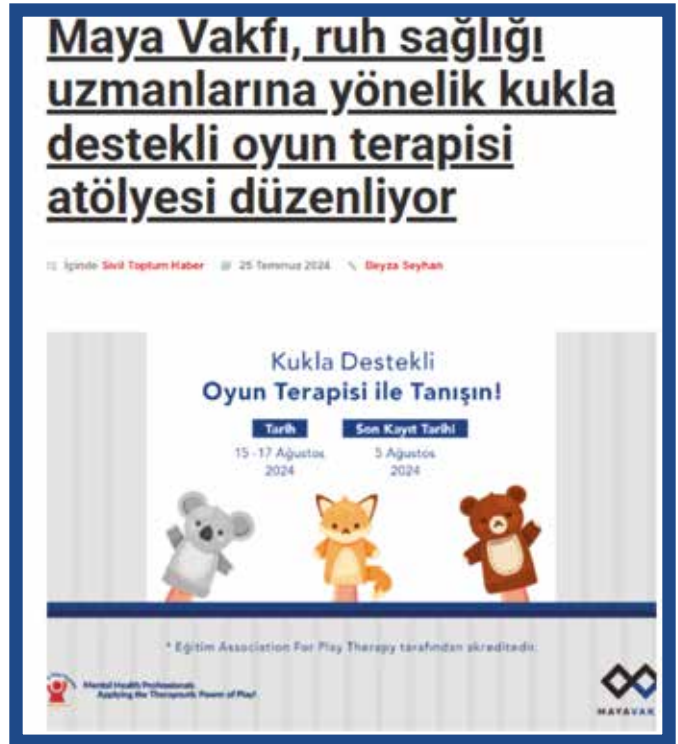 Maya Vakfı, ruh sağlığı
uzmanlarına yönelik kukla
destekli oyun terapisi
atölyesi düzenliyor
İçinde Sivil Toplum Haber 25 Temmuz 2024 Beyza Seyhan
Kukla Destekli
Oyun Terapisi ile Tanışın!
Tarih Son Kayıt Tarihi
15 -17 Ağustos 5 Ağustos
2024 2024
* Eğitim Association For Play Therapy tarafından akreditedir.
Mental Health Professionals
Applying the Therapeutic Power of Play!
MAYAVAK